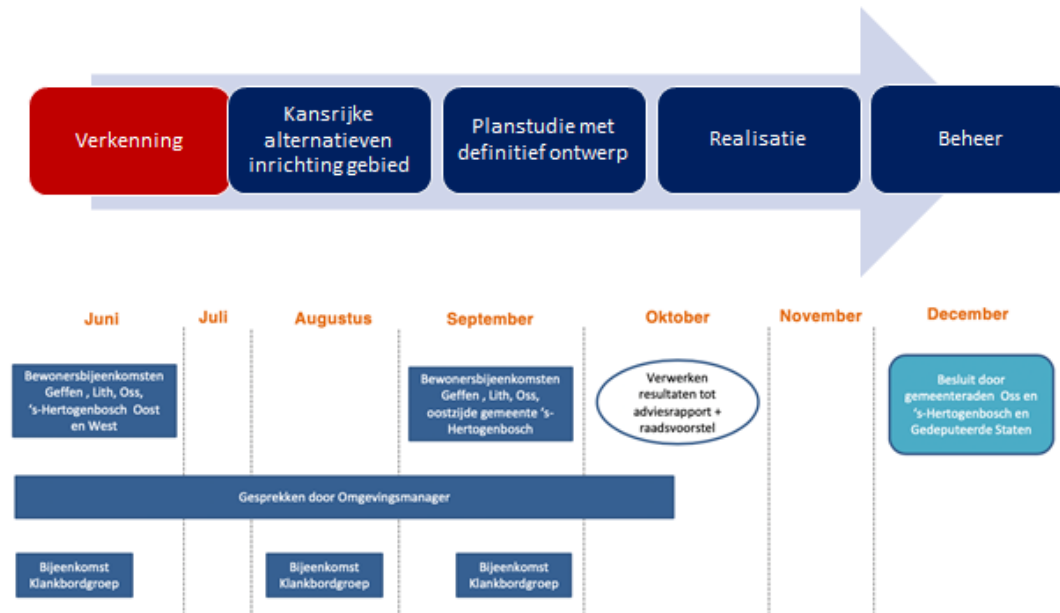 Verkenning
Kansrijke
alternatieven
inrichting gebied
Planstudie met
definitief ontwerp
Realisatie
Beheer
Juni
Juli
Augustus
September
Oktober
November
December
Bewonersbijeenkomsten
Geffen , Lith, Oss,
's-Hertogenbosch Oost
en West
Bewonersbijeenkomsten
Geffen, Lith, Oss,
oostzijde gemeente 's-
Hertogenbosch
Verwerken
resultaten tot
adviesrapport +
raadsvoorstel
Besluit door
gemeenteraden Oss en
's-Hertogenbosch en
Gedeputeerde Staten
Gesprekken door Omgevingsmanager
Bijeenkomst
Klankbordgroep
Bijeenkomst
Klankbordgroep
Bijeenkomst
Klankbordgroep